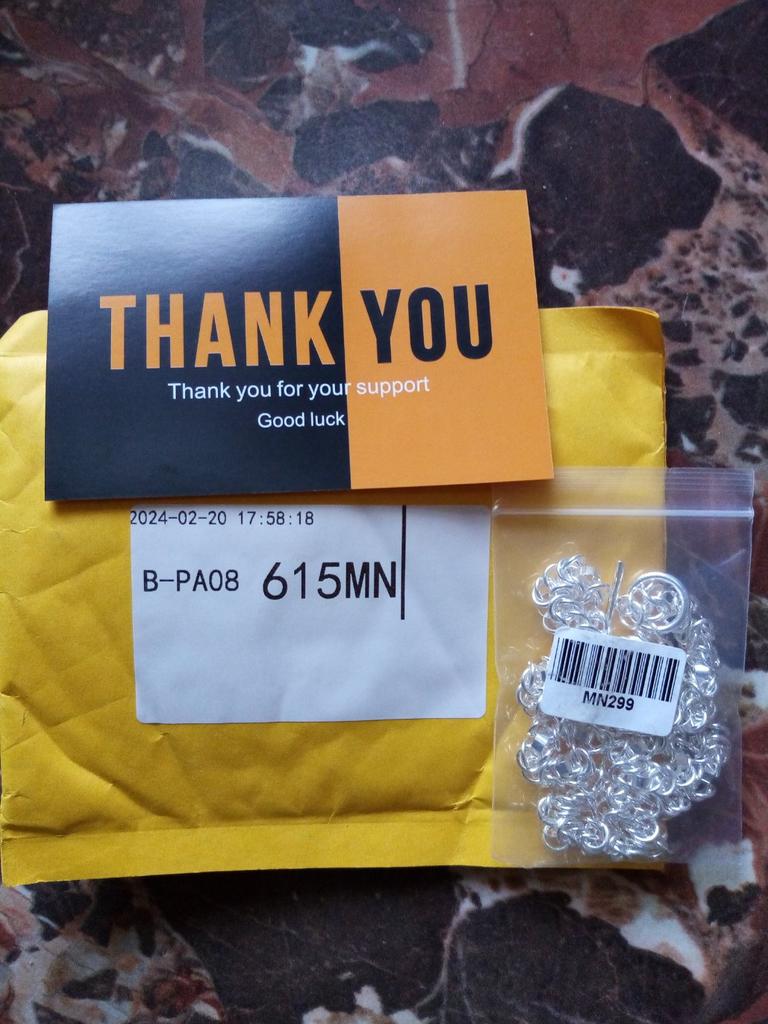 THANK YOU
Thank you for your support
Good luck
2024-02-20 17:58:18
B-PA08 615MN
MN299